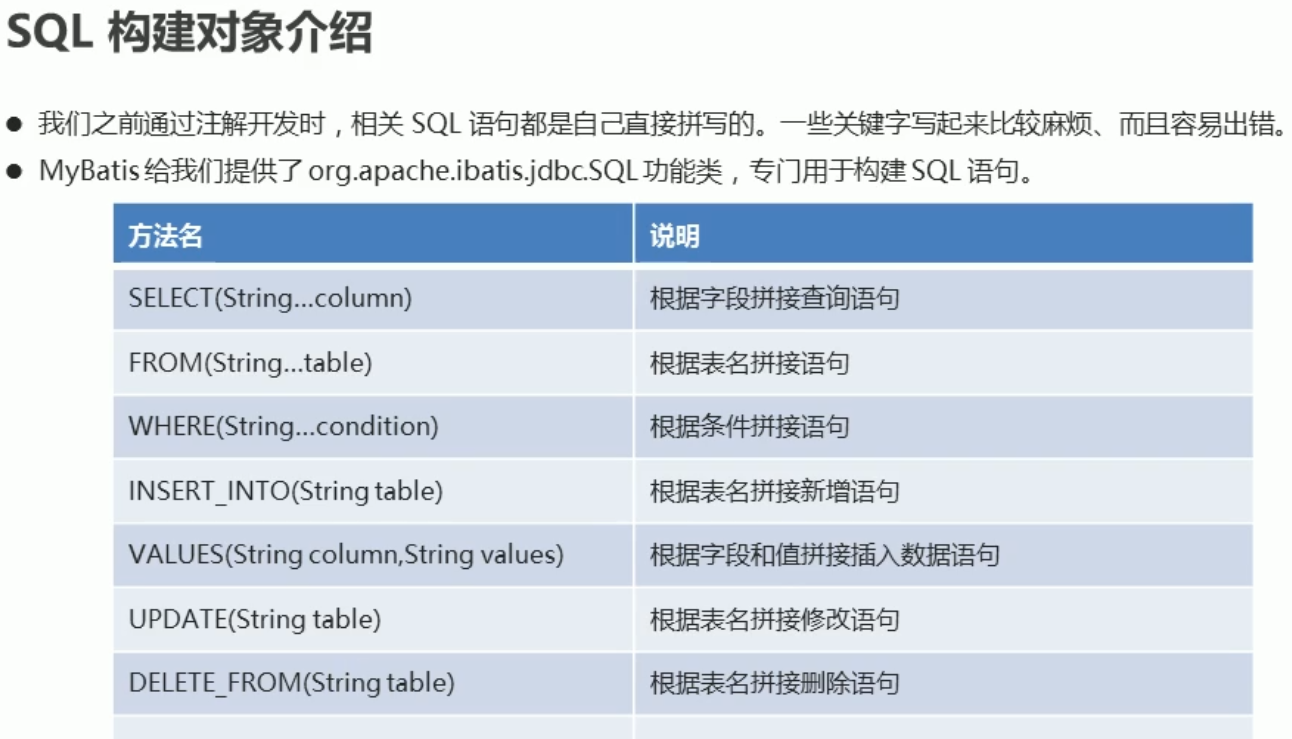 SQL 构建对象介绍
● 我们之前通过注解开发时，相关 SQL 语句都是自己直接拼写的。一些关键字写起来比较麻烦、而且容易出错。
● MyBatis 给我们提供了 org.apache.ibatis.jdbc.SQL 功能类，专门用于构建 SQL 语句。
方法名 说明
SELECT(String...column) 根据字段拼接查询语句
FROM(String...table) 根据表名拼接语句
WHERE(String...condition) 根据条件拼接语句
INSERT_INTO(String table) 根据表名拼接新增语句
VALUES(String column,String values) 根据字段和值拼接插入数据语句
UPDATE(String table) 根据表名拼接修改语句
DELETE_FROM(String table) 根据表名拼接删除语句